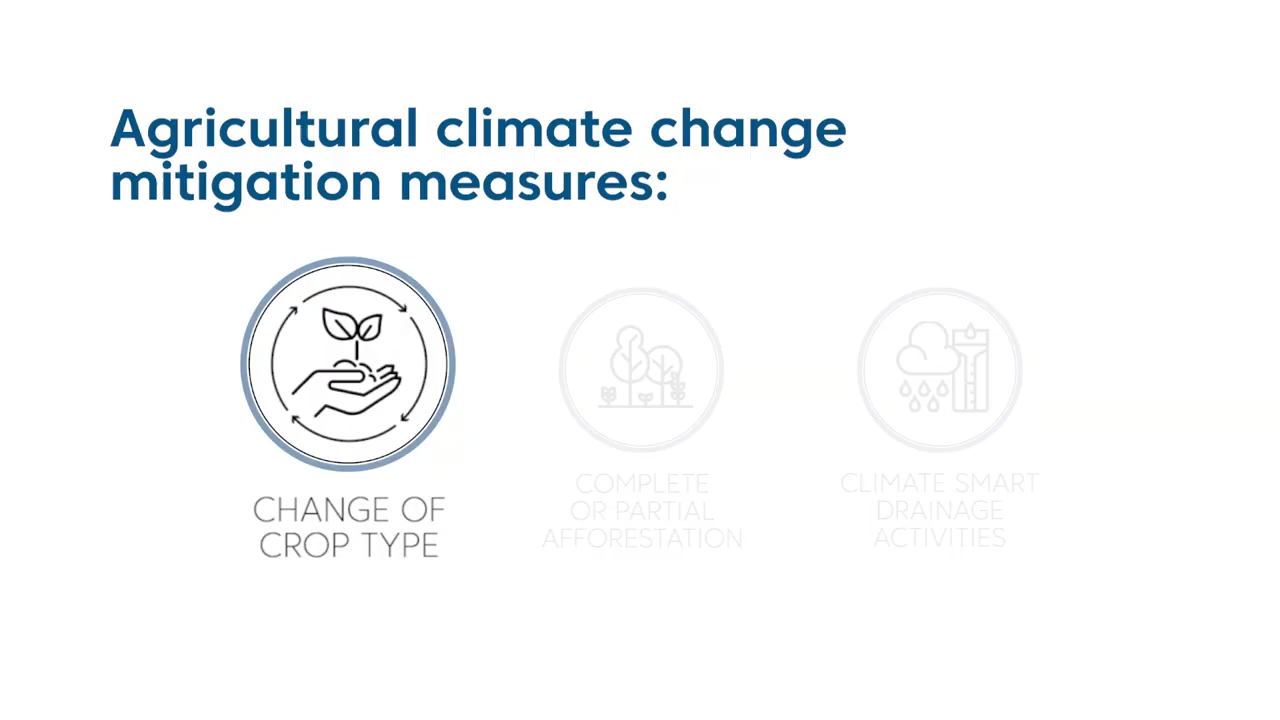 Agricultural climate change
mitigation measures:
CHANGE OF
CROP TYPE
COMPLETE
OR PARTIAL
AFFORESTATION
CLIMATE SMART
DRAINAGE
ACTIVITIES